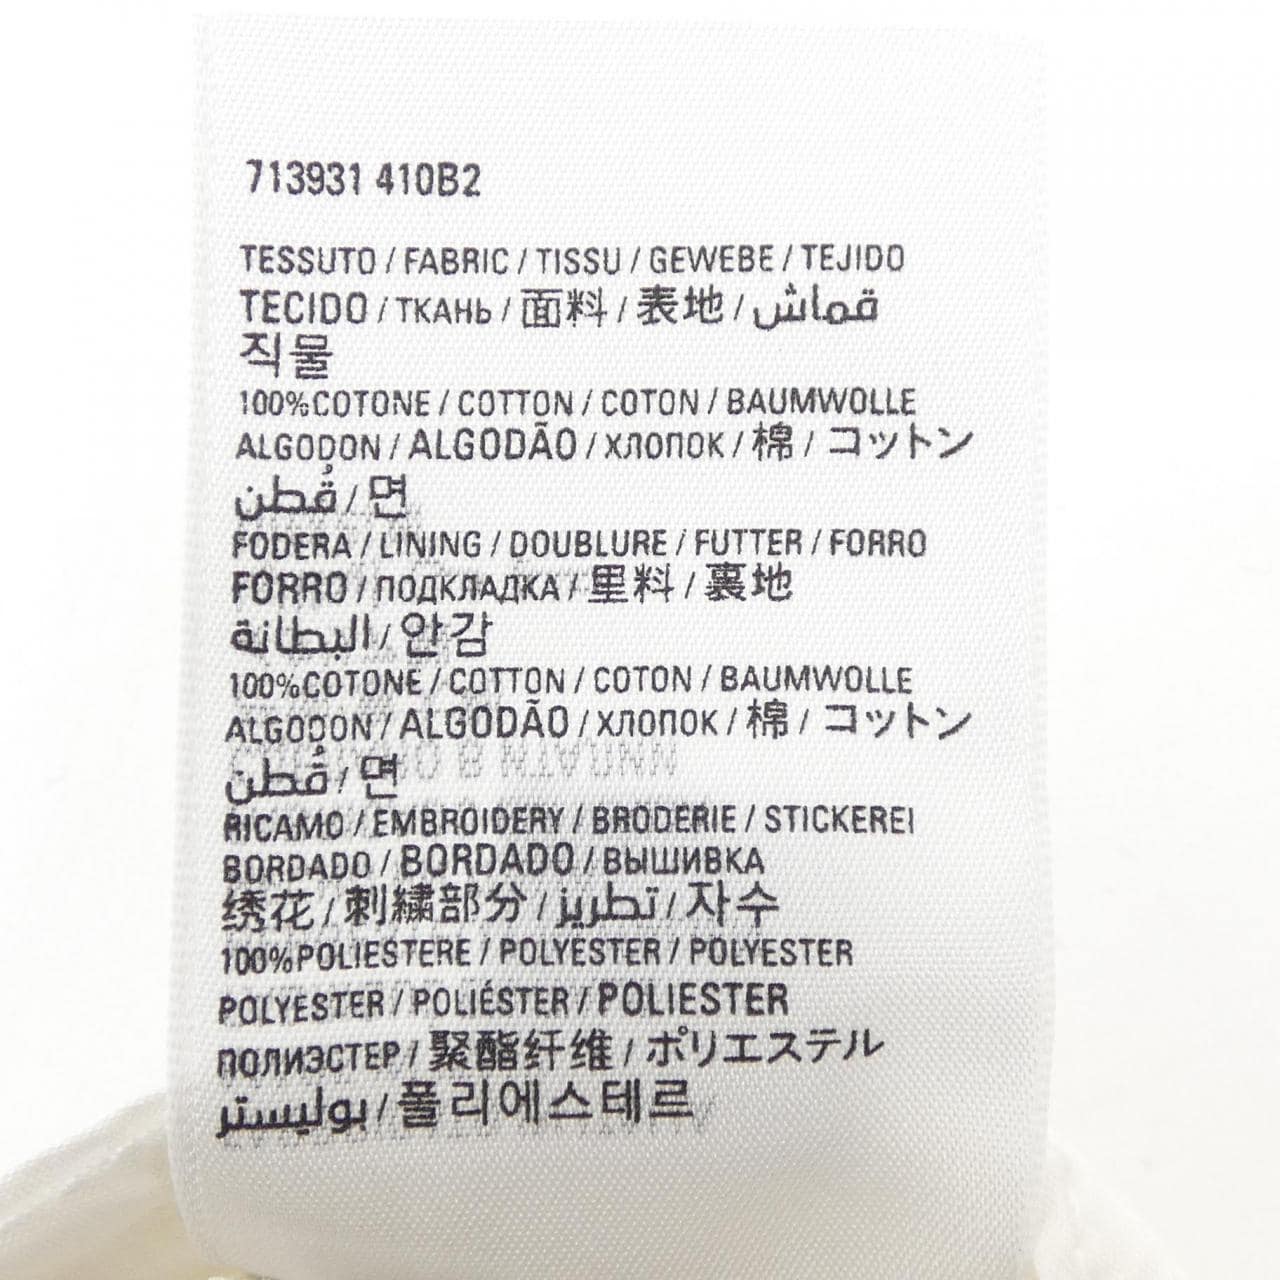 713931 410B2
TESSUTO / FABRIC / TISSU / GEWEBE / TEJIDO
TECIDO / ТКАНЬ / 面料 / 表地 / قماش
직물
100%COTONE / COTTON / COTON / BAUMWOLLE
ALGODON / ALGODÃO / ХЛОПОК / 棉 / コットン
قُطن / 면
FODERA / LINING / DOUBLURE / FUTTER / FORRO
FORRO / ПОДКЛАДКА / 里料 / 裏地
البطانة / 안감
100%COTONE / COTTON / COTON / BAUMWOLLE
ALGODON / ALGODÃO / ХЛОПОК / 棉 / コットン
قُطن / 면
RICAMO / EMBROIDERY / BRODERIE / STICKEREI
BORDADO / BORDADO / ВЫШИВКА
绣花 / 刺繍部分 / تطريز / 자수
100%POLIESTERE / POLYESTER / POLYESTER
POLYESTER / POLIÉSTER / POLIESTER
ПОЛИЭСТЕР / 聚酯纤维 / ポリエステル
بوليستر / 폴리에스테르